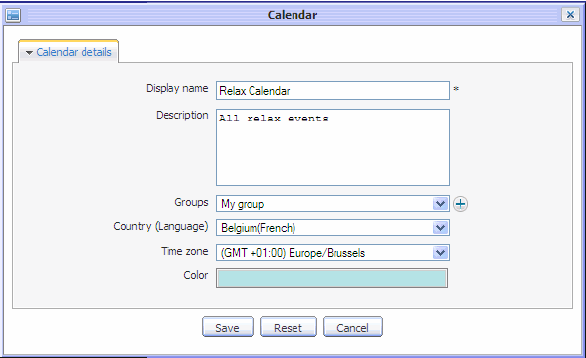 Calendar
Calendar details
Display name Relax Calendar *
Description All relax events
Groups My group
Country (Language) Belgium(French)
Time zone (GMT +01:00) Europe/Brussels
Color
Save Reset Cancel